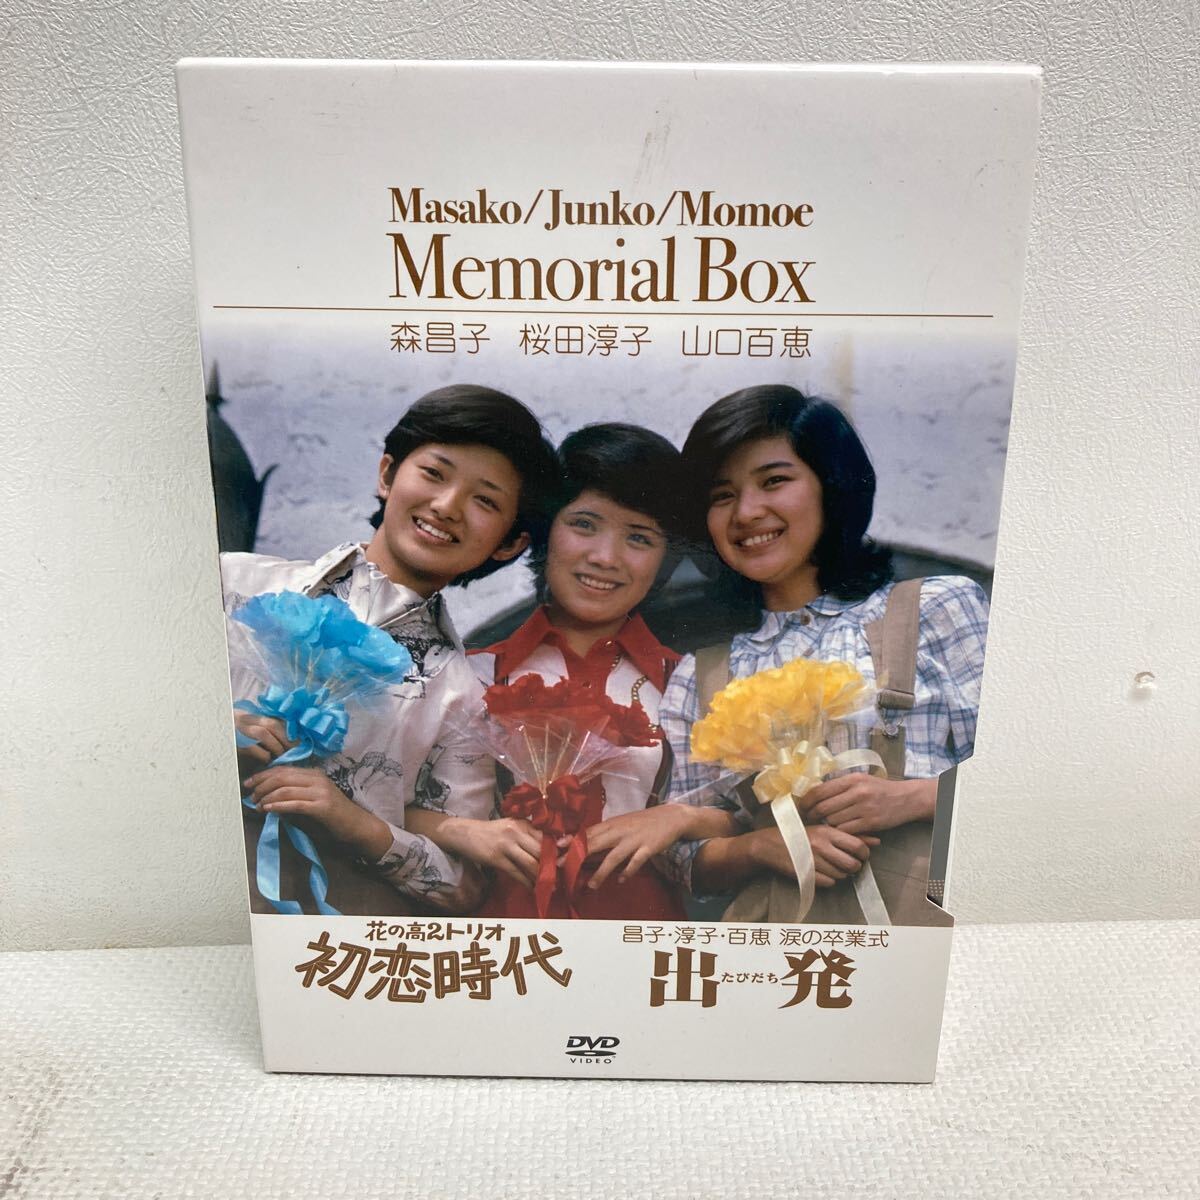 Masako/Junko/Momoe
Memorial Box
森昌子 桜田淳子 山口百恵
花の高2トリオ
初恋時代
昌子・淳子・百恵 涙の卒業式
出発
たびだち
DVD
VIDEO